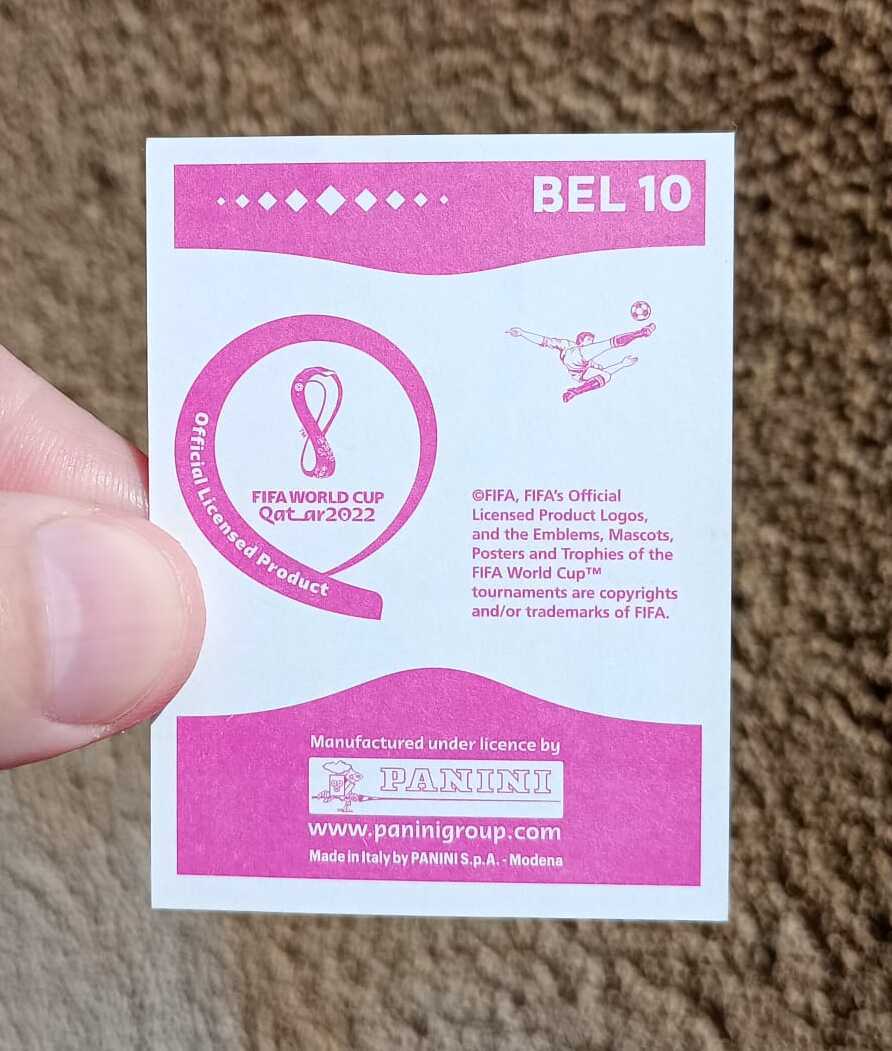 BEL 10
Official Licensed Product
FIFA WORLD CUP
Qatar2022
©FIFA, FIFA's Official
Licensed Product Logos,
and the Emblems, Mascots,
Posters and Trophies of the
FIFA World Cup™
tournaments are copyrights
and/or trademarks of FIFA.
Manufactured under licence by
PANINI
www.paninigroup.com
Made in Italy by PANINI S.p.A. - Modena